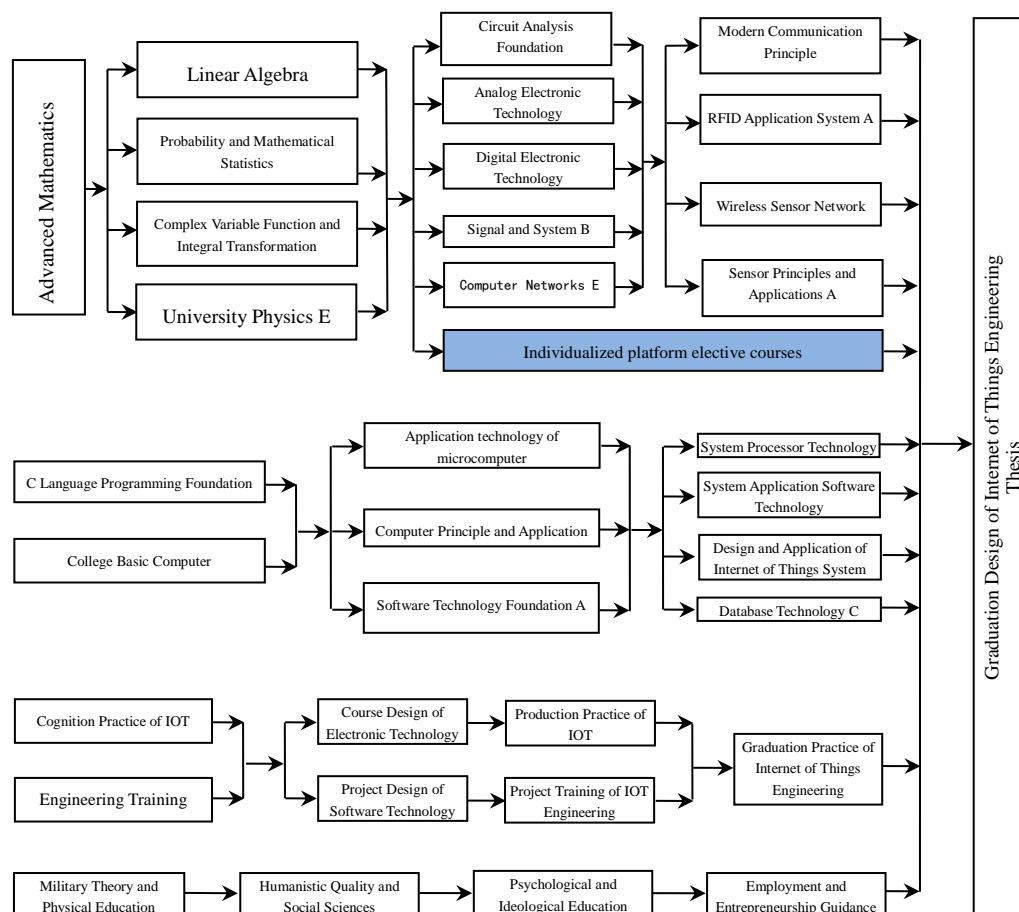 Advanced Mathematics
Linear Algebra
Probability and Mathematical
Statistics
Complex Variable Function and
Integral Transformation
University Physics E
Circuit Analysis
Foundation
Analog Electronic
Technology
Digital Electronic
Technology
Signal and System B
Computer Networks E
Individualized platform elective courses
Modern Communication
Principle
RFID Application System A
Wireless Sensor Network
Sensor Principles and
Applications A
C Language Programming Foundation
College Basic Computer
Application technology of
microcomputer
Computer Principle and Application
Software Technology Foundation A
System Processor Technology
System Application Software
Technology
Design and Application of
Internet of Things System
Database Technology C
Cognition Practice of IOT
Engineering Training
Course Design of
Electronic Technology
Project Design of
Software Technology
Production Practice of
IOT
Project Training of IOT
Engineering
Graduation Practice of
Internet of Things
Engineering
Military Theory and
Physical Education
Humanistic Quality and
Social Sciences
Psychological and
Ideological Education
Employment and
Entrepreneurship Guidance
Graduation Design of Internet of Things Engineering
Thesis